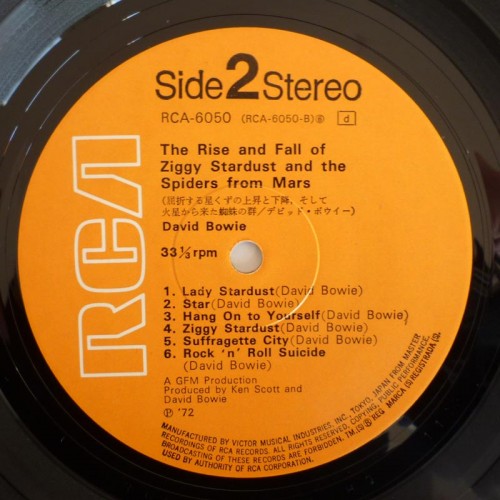 Side 2 Stereo
RCA-6050 (RCA-6050-B)® d
The Rise and Fall of
Ziggy Stardust and the
Spiders from Mars
(屈折する星くずの上昇と下降、そして
火星から来た蜘蛛の群/デビッド・ボウイー)
David Bowie
33⅓ rpm
1. Lady Stardust(David Bowie)
2. Star(David Bowie)
3. Hang On to Yourself(David Bowie)
4. Ziggy Stardust(David Bowie)
5. Suffragette City(David Bowie)
6. Rock 'n' Roll Suicide
(David Bowie)
A GFM Production
Produced by Ken Scott and
David Bowie
℗ '72
RCA
MANUFACTURED BY VICTOR MUSICAL INDUSTRIES, INC. TOKYO, JAPAN FROM MASTER
RECORDINGS OF RCA RECORDS. ALL RIGHTS RESERVED. COPYING, PUBLIC PERFORMANCE,
BROADCASTING OF THESE RECORDS ARE FORBIDDEN. TM.(S)® REG MARCA(S) REGISTRADA(S).
USED BY AUTHORITY OF RCA CORPORATION.